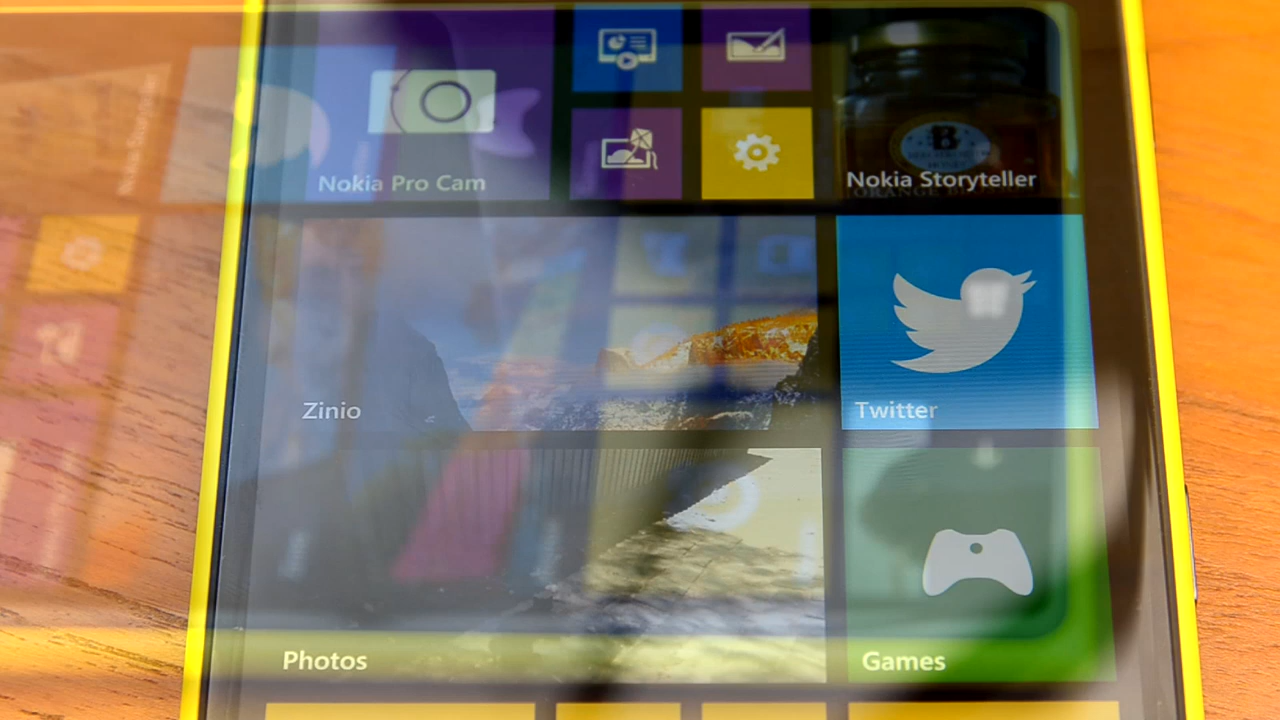 Nokia Pro Cam
Nokia Storyteller
Zinio
Twitter
Photos
Games